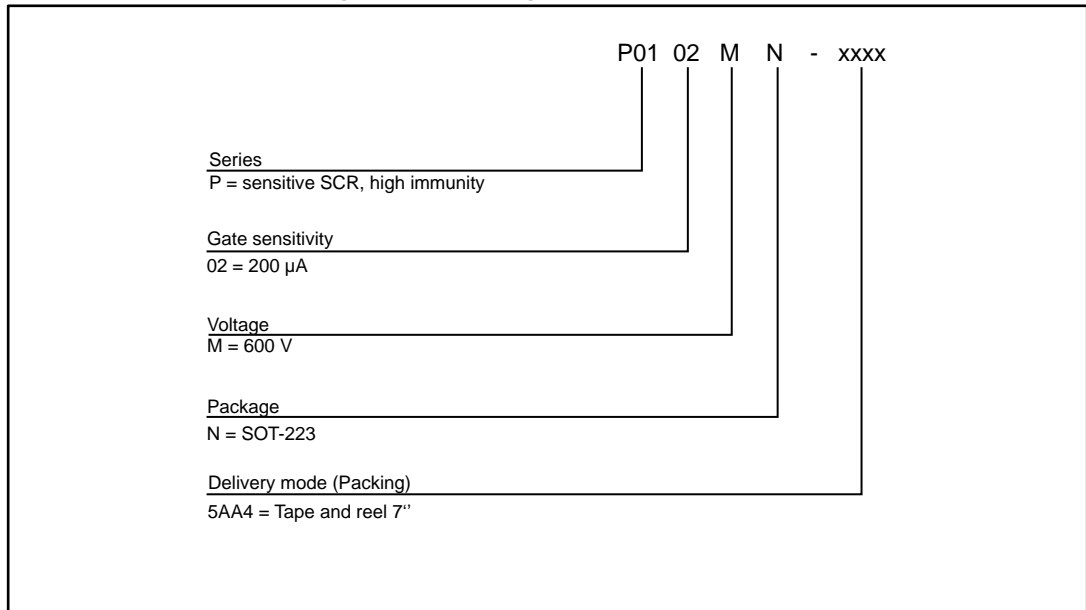 P01 02 M N - xxxx
Series
P = sensitive SCR, high immunity
Gate sensitivity
02 = 200 µA
Voltage
M = 600 V
Package
N = SOT-223
Delivery mode (Packing)
5AA4 = Tape and reel 7‘’